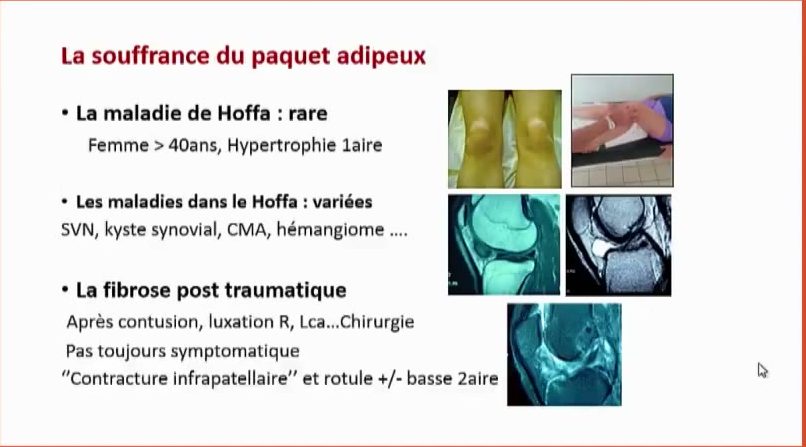 La souffrance du paquet adipeux
• La maladie de Hoffa : rare
Femme > 40ans, Hypertrophie 1aire
• Les maladies dans le Hoffa : variées
SVN, kyste synovial, CMA, hémangiome ....
• La fibrose post traumatique
Après contusion, luxation R, Lca...Chirurgie
Pas toujours symptomatique
‘’Contracture infrapatellaire’’ et rotule +/- basse 2aire